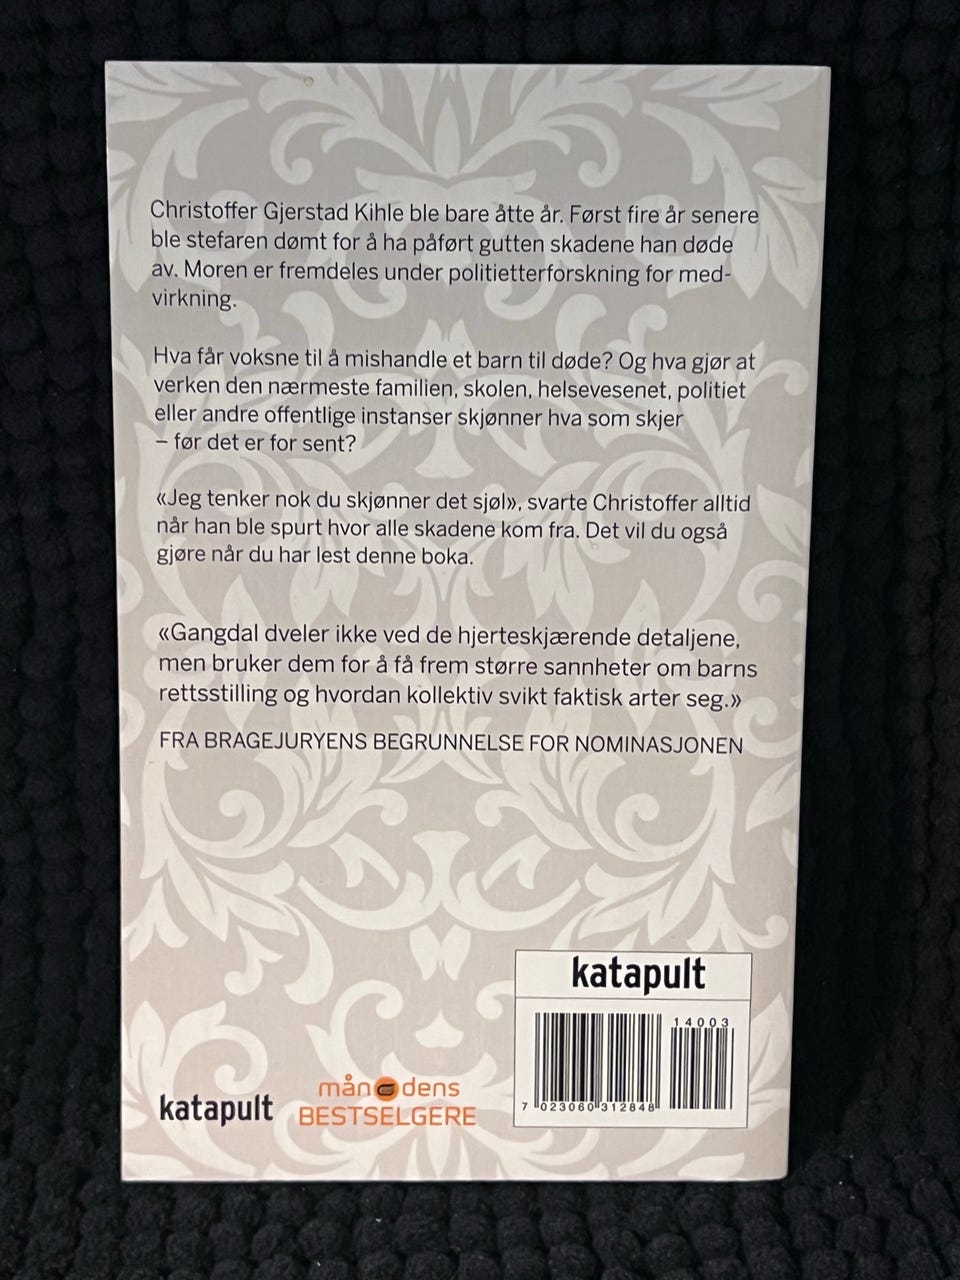 Christoffer Gjerstad Kihle ble bare åtte år. Først fire år senere
ble stefaren dømt for å ha påført gutten skadene han døde
av. Moren er fremdeles under politietterforskning for med-
virkning.
Hva får voksne til å mishandle et barn til døde? Og hva gjør at
verken den nærmeste familien, skolen, helsevesenet, politiet
eller andre offentlige instanser skjønner hva som skjer
– før det er for sent?
«Jeg tenker nok du skjønner det sjøl», svarte Christoffer alltid
når han ble spurt hvor alle skadene kom fra. Det vil du også
gjøre når du har lest denne boka.
«Gangdal dveler ikke ved de hjerteskjærende detaljene,
men bruker dem for å få frem større sannheter om barns
rettsstilling og hvordan kollektiv svikt faktisk arter seg.»
FRA BRAGEJURYENS BEGRUNNELSE FOR NOMINASJONEN
katapult
14003
7 023060 312848
katapult
månedens
BESTSELGERE